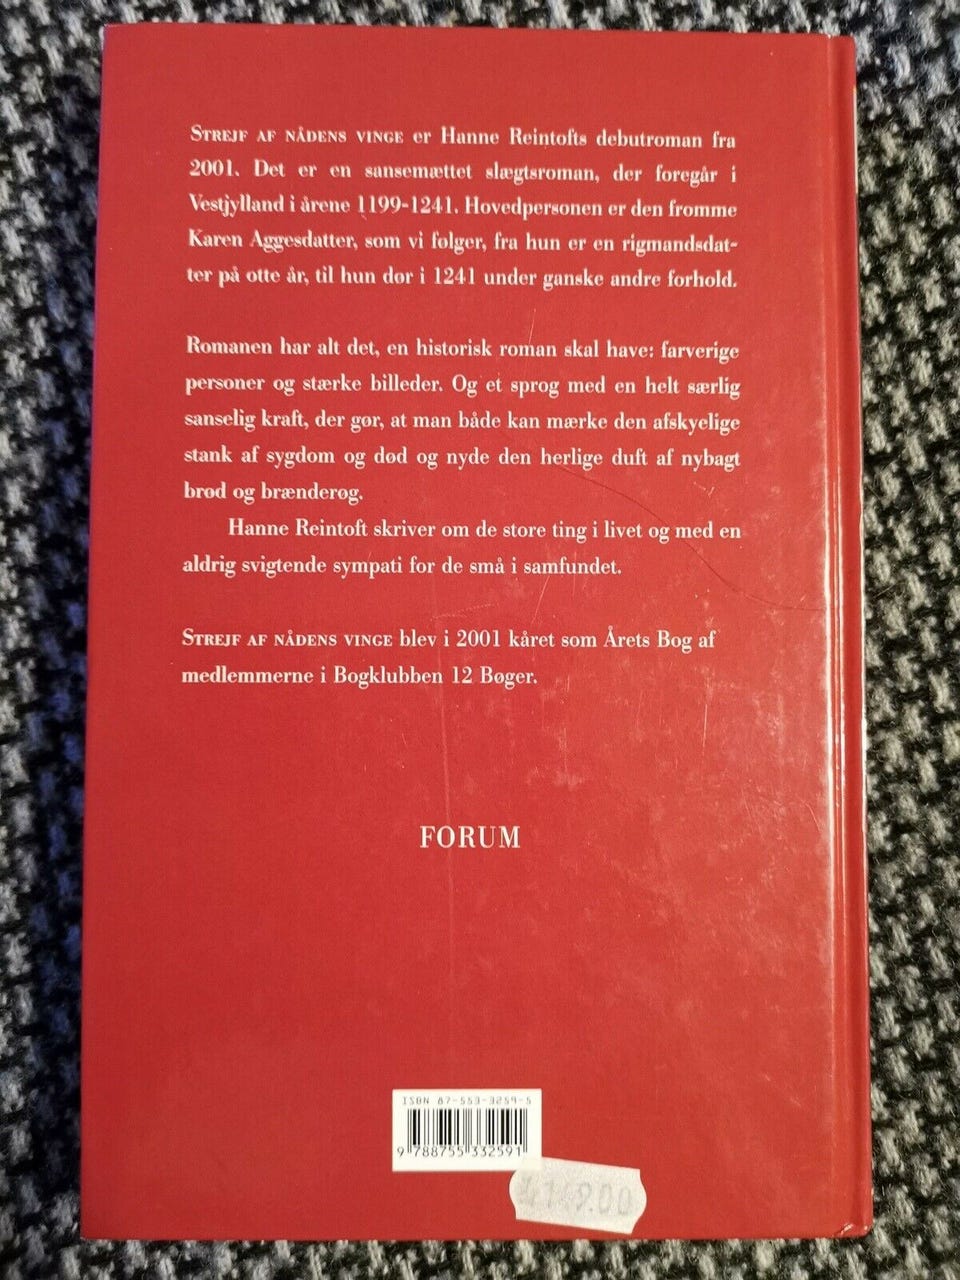 STREJF AF NÅDENS VINGE er Hanne Reintofts debutroman fra
2001. Det er en sansemættet slægtsroman, der foregår i
Vestjylland i årene 1199-1241. Hovedpersonen er den fromme
Karen Aggesdatter, som vi følger, fra hun er en rigmandsdat-
ter på otte år, til hun dør i 1241 under ganske andre forhold.
Romanen har alt det, en historisk roman skal have: farverige
personer og stærke billeder. Og et sprog med en helt særlig
sanselig kraft, der gør, at man både kan mærke den afskyelige
stank af sygdom og død og nyde den herlige duft af nybagt
brød og brænderøg.
Hanne Reintoft skriver om de store ting i livet og med en
aldrig svigtende sympati for de små i samfundet.
STREJF AF NÅDENS VINGE blev i 2001 kåret som Årets Bog af
medlemmerne i Bogklubben 12 Bøger.
FORUM
ISBN 87-553-3259-5
9 788755 332591